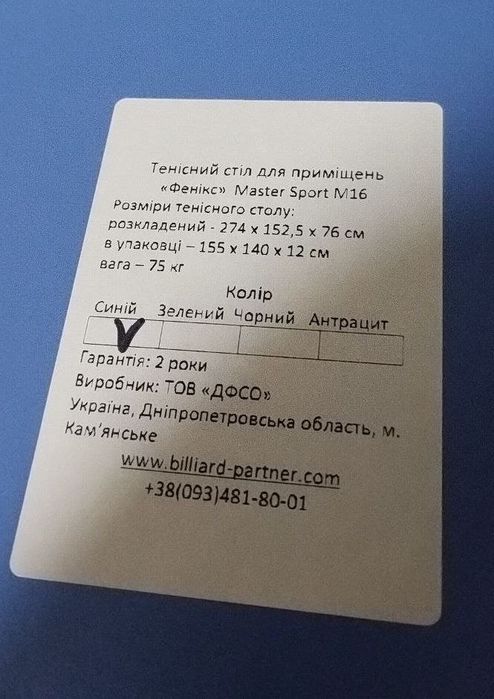 Тенісний стіл для приміщень
«Фенікс» Master Sport M16
Розміри тенісного столу:
розкладений - 274 х 152,5 х 76 см
в упаковці – 155 х 140 х 12 см
вага – 75 кг
Колір
Синій Зелений Чорний Антрацит
V
Гарантія: 2 роки
Виробник: ТОВ «ДФСО»
Україна, Дніпропетровська область, м.
Кам'янське
www.billiard-partner.com
+38(093)481-80-01